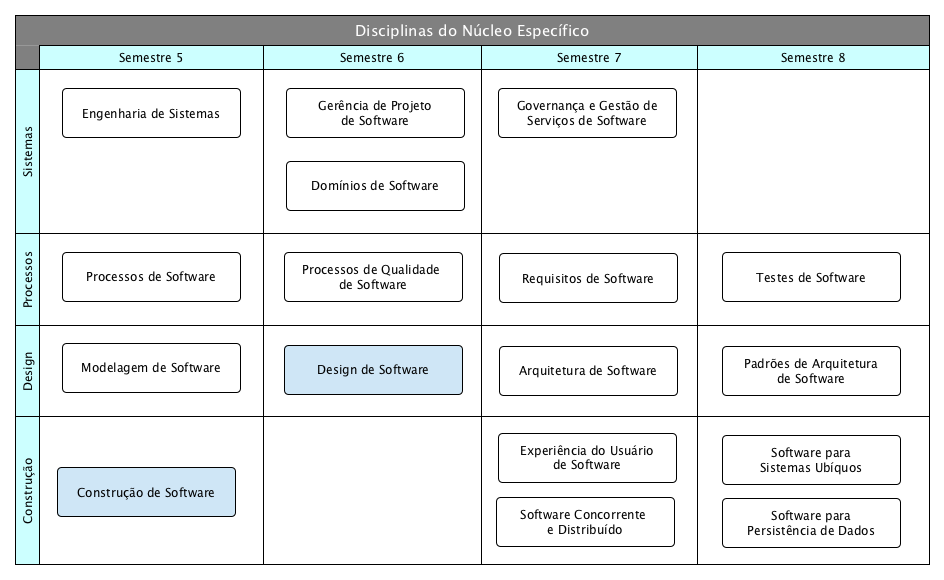 Disciplinas do Núcleo Específico
Semestre 5
Semestre 6
Semestre 7
Semestre 8
Sistemas
Engenharia de Sistemas
Gerência de Projeto
de Software
Domínios de Software
Governança e Gestão de
Serviços de Software
Processos
Processos de Software
Processos de Qualidade
de Software
Requisitos de Software
Testes de Software
Design
Modelagem de Software
Design de Software
Arquitetura de Software
Padrões de Arquitetura
de Software
Construção
Construção de Software
Experiência do Usuário
de Software
Software Concorrente
e Distribuído
Software para
Sistemas Ubíquos
Software para
Persistência de Dados